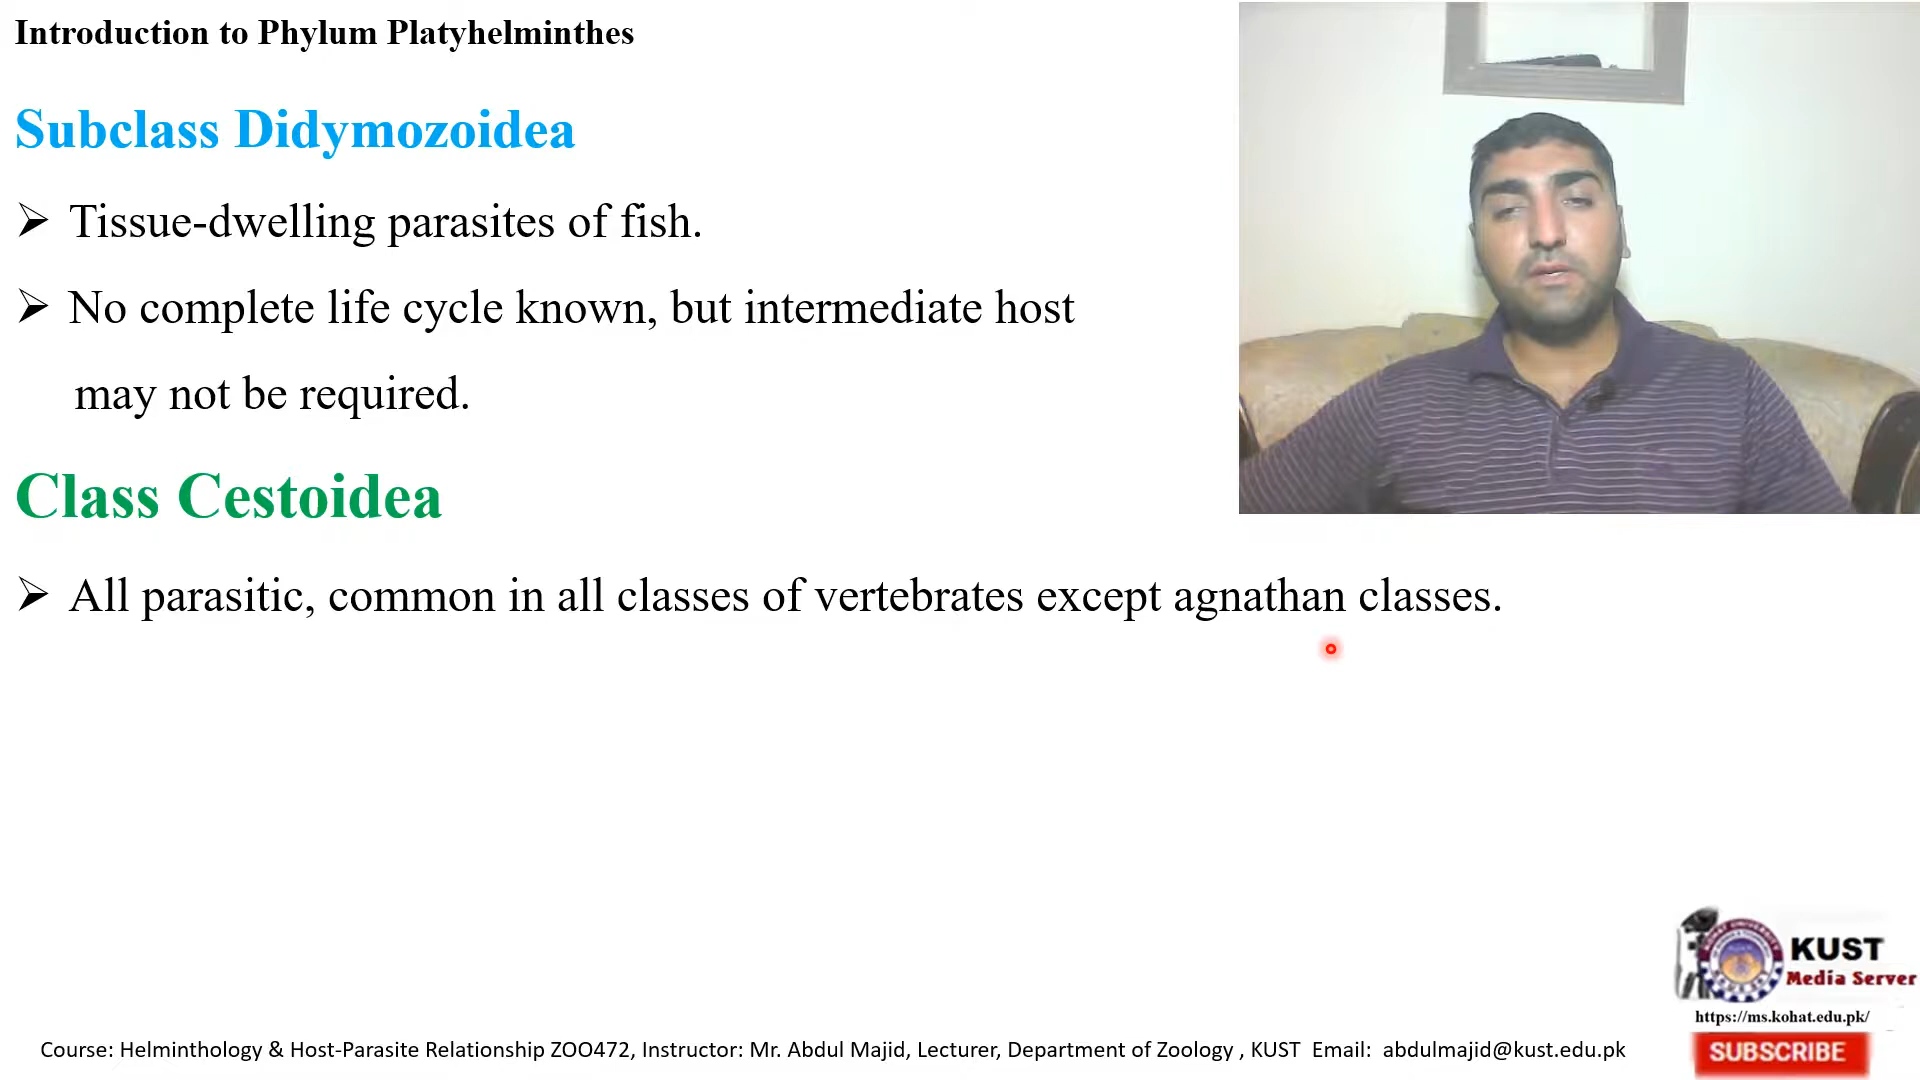 Introduction to Phylum Platyhelminthes
Subclass Didymozoidea
➢ Tissue-dwelling parasites of fish.
➢ No complete life cycle known, but intermediate host
may not be required.
Class Cestoidea
➢ All parasitic, common in all classes of vertebrates except agnathan classes.
KUST
Media Server
https://ms.kohat.edu.pk/
SUBSCRIBE
Course: Helminthology & Host-Parasite Relationship ZOO472, Instructor: Mr. Abdul Majid, Lecturer, Department of Zoology , KUST Email: abdulmajid@kust.edu.pk